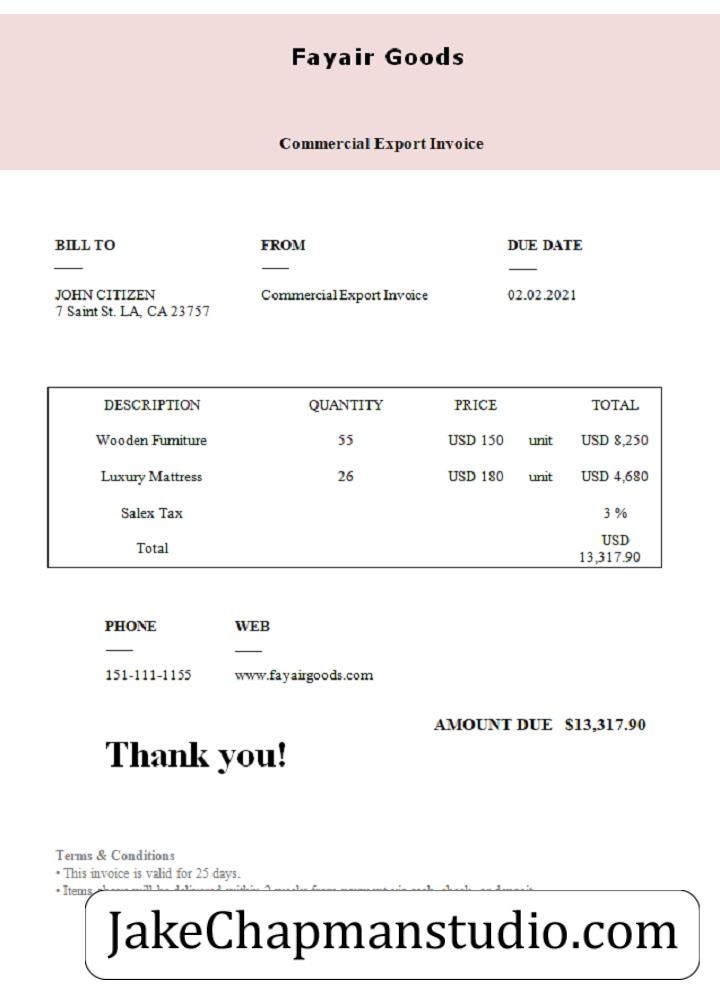 Fayair Goods
Commercial Export Invoice
BILL TO FROM DUE DATE
JOHN CITIZEN Commercial Export Invoice 02.02.2021
7 Saint St. LA, CA 23757
DESCRIPTION QUANTITY PRICE TOTAL
Wooden Furniture 55 USD 150 unit USD 8,250
Luxury Mattress 26 USD 180 unit USD 4,680
Salex Tax 3 %
Total USD 13,317.90
PHONE WEB
151-111-1155 www.fayairgoods.com
AMOUNT DUE $13,317.90
Thank you!
Terms & Conditions
• This invoice is valid for 25 days.
• Items
JakeChapmanstudio.com